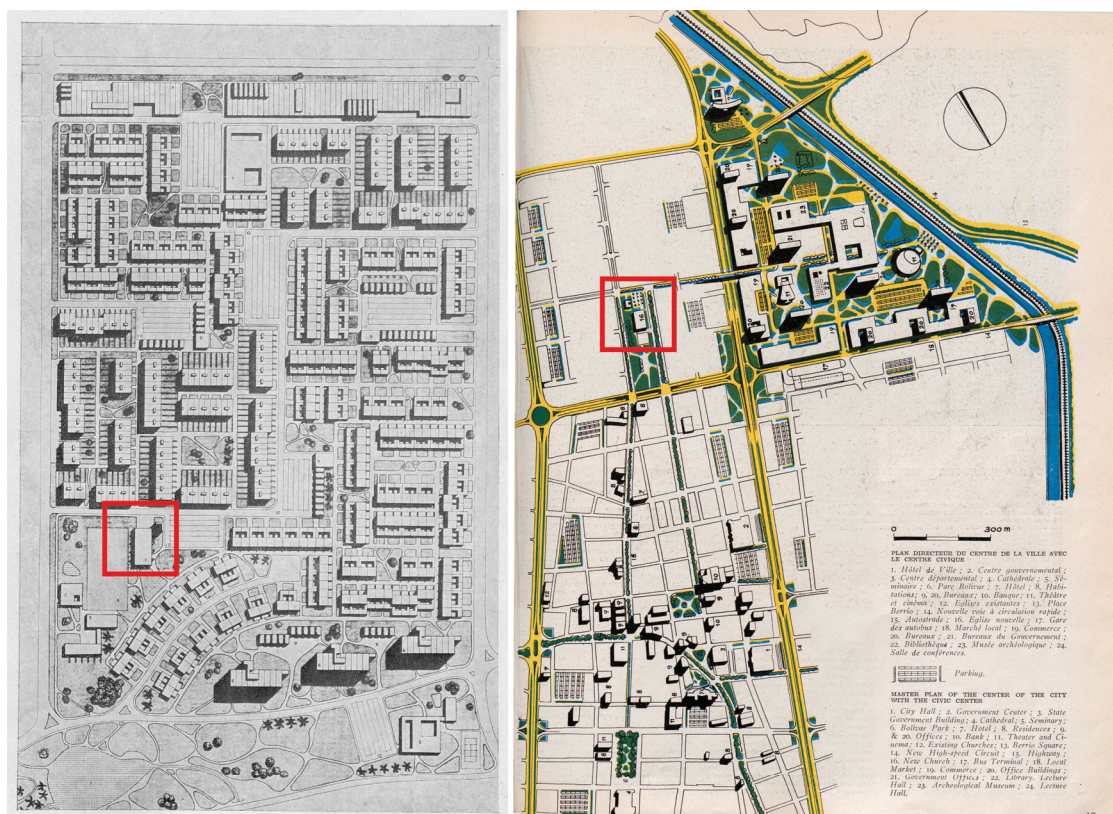 0 300 m
PLAN DIRECTEUR DU CENTRE DE LA VILLE AVEC
LE CENTRE CIVIQUE
1. Hôtel de Ville ; 2. Centre gouvernemental ;
3. Centre départemental ; 4. Cathédrale ; 5. Sé-
minaire ; 6. Parc Bolivar ; 7. Hôtel ; 8. Habi-
tations ; 9, 20. Bureaux ; 10. Banque ; 11. Théâtre
et cinéma ; 12. Eglises existantes ; 13. Place
Berrio ; 14. Nouvelle voie à circulation rapide ;
15. Autostrade ; 16. Eglise nouvelle ; 17. Gare
des autobus ; 18. Marché local ; 19. Commerce ;
20. Bureaux ; 21. Bureaux du Gouvernement ;
22. Bibliothèque ; 23. Musée archéologique ; 24.
Salle de conférences.
Parking.
MASTER PLAN OF THE CENTER OF THE CITY
WITH THE CIVIC CENTER
1. City Hall ; 2. Government Center ; 3. State
Government Building ; 4. Cathedral ; 5. Seminary ;
6. Bolivar Park ; 7. Hotel ; 8. Residences ; 9.
& 20. Offices ; 10. Bank ; 11. Theater and Ci-
nema ; 12. Existing Churches ; 13. Berrio Square ;
14. New High-speed Circuit ; 15. Highway ;
16. New Church ; 17. Bus Terminal ; 18. Local
Market ; 19. Commerce ; 20. Office Buildings ;
21. Government Offices ; 22. Library. Lecture
Hall ; 23. Archeological Museum ; 24. Lecture
Hall.